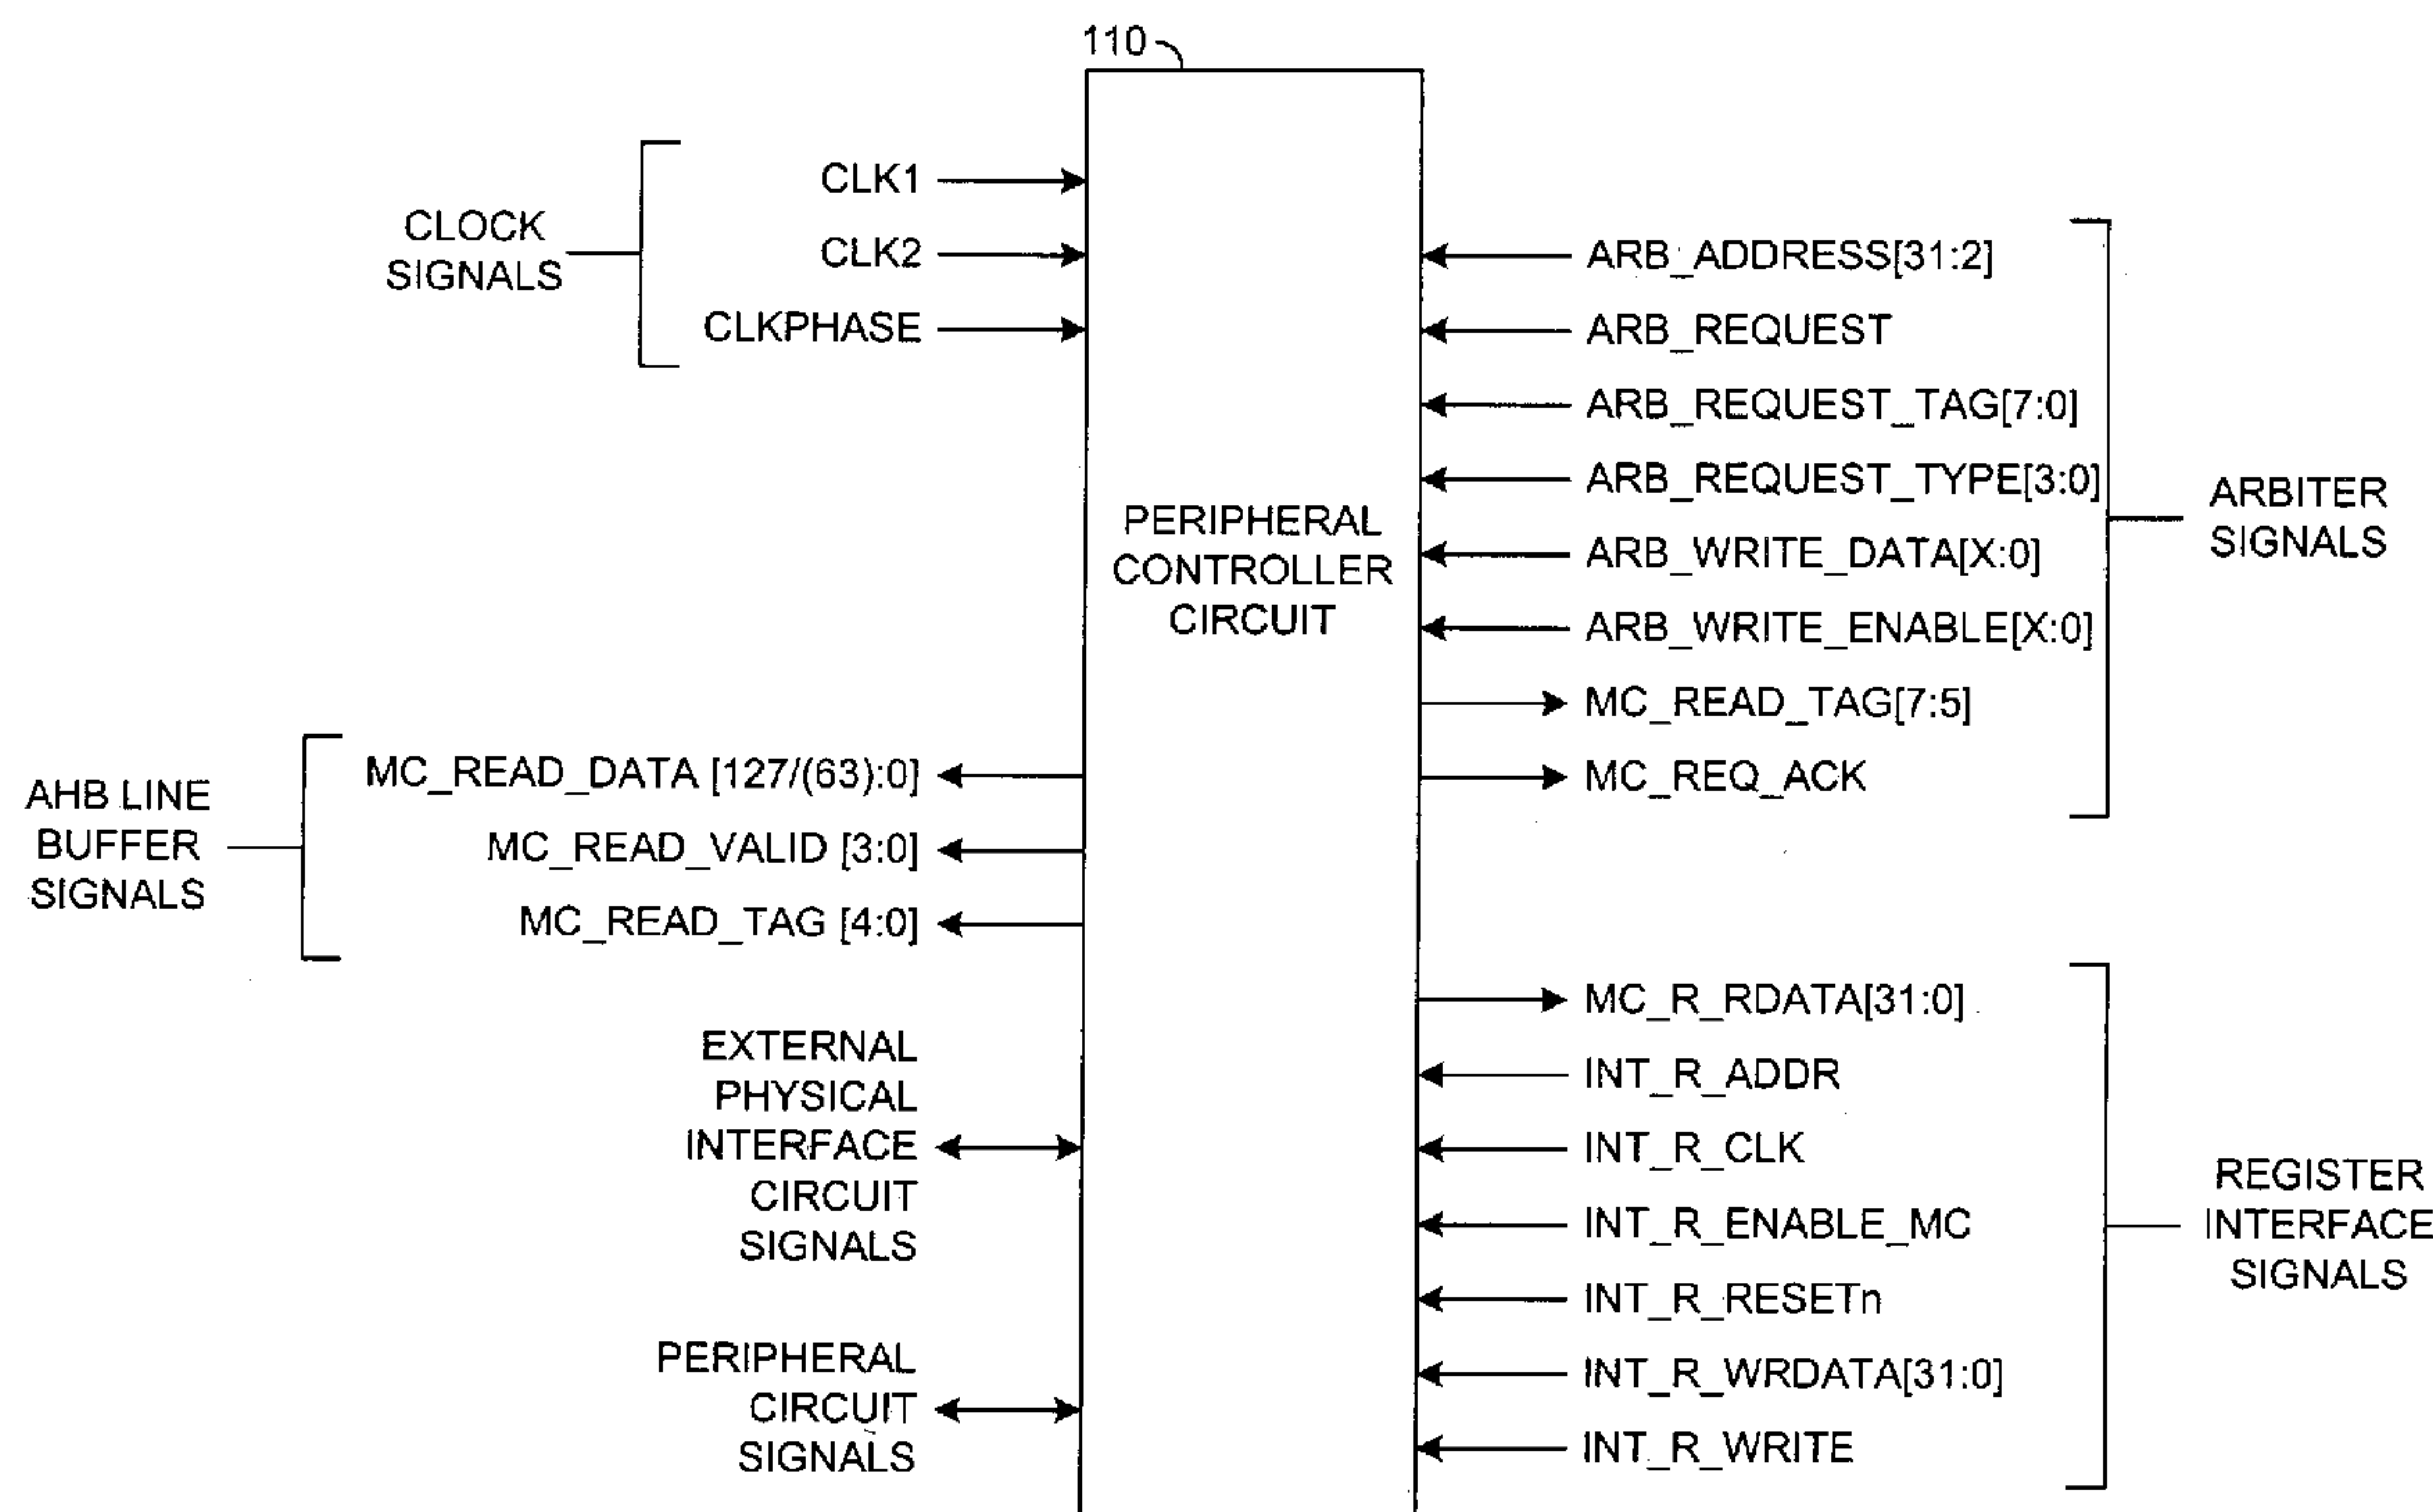 110
CLOCK
SIGNALS
CLK1
CLK2
CLKPHASE
AHB LINE
BUFFER
SIGNALS
MC_READ_DATA [127/(63):0]
MC_READ_VALID [3:0]
MC_READ_TAG [4:0]
EXTERNAL
PHYSICAL
INTERFACE
CIRCUIT
SIGNALS
PERIPHERAL
CIRCUIT
SIGNALS
PERIPHERAL
CONTROLLER
CIRCUIT
ARB_ADDRESS[31:2]
ARB_REQUEST
ARB_REQUEST_TAG[7:0]
ARB_REQUEST_TYPE[3:0]
ARB_WRITE_DATA[X:0]
ARB_WRITE_ENABLE[X:0]
MC_READ_TAG[7:5]
MC_REQ_ACK
ARBITER
SIGNALS
MC_R_RDATA[31:0]
INT_R_ADDR
INT_R_CLK
INT_R_ENABLE_MC
INT_R_RESETn
INT_R_WRDATA[31:0]
INT_R_WRITE
REGISTER
INTERFACE
SIGNALS